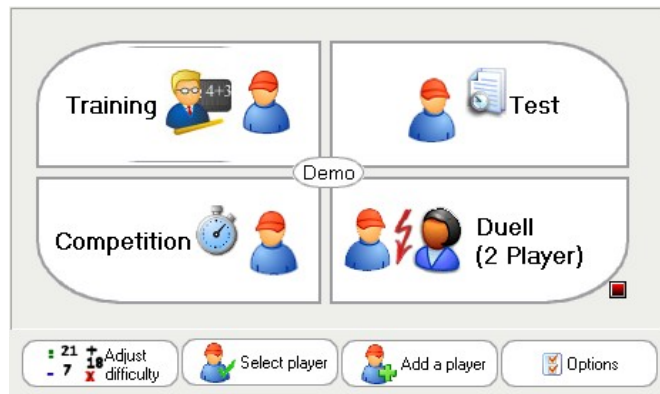 Training
4+3
Test
Demo
Competition
Duell
(2 Player)
: 21 +
18
- 7 x
Adjust
difficulty
Select player
Add a player
Options